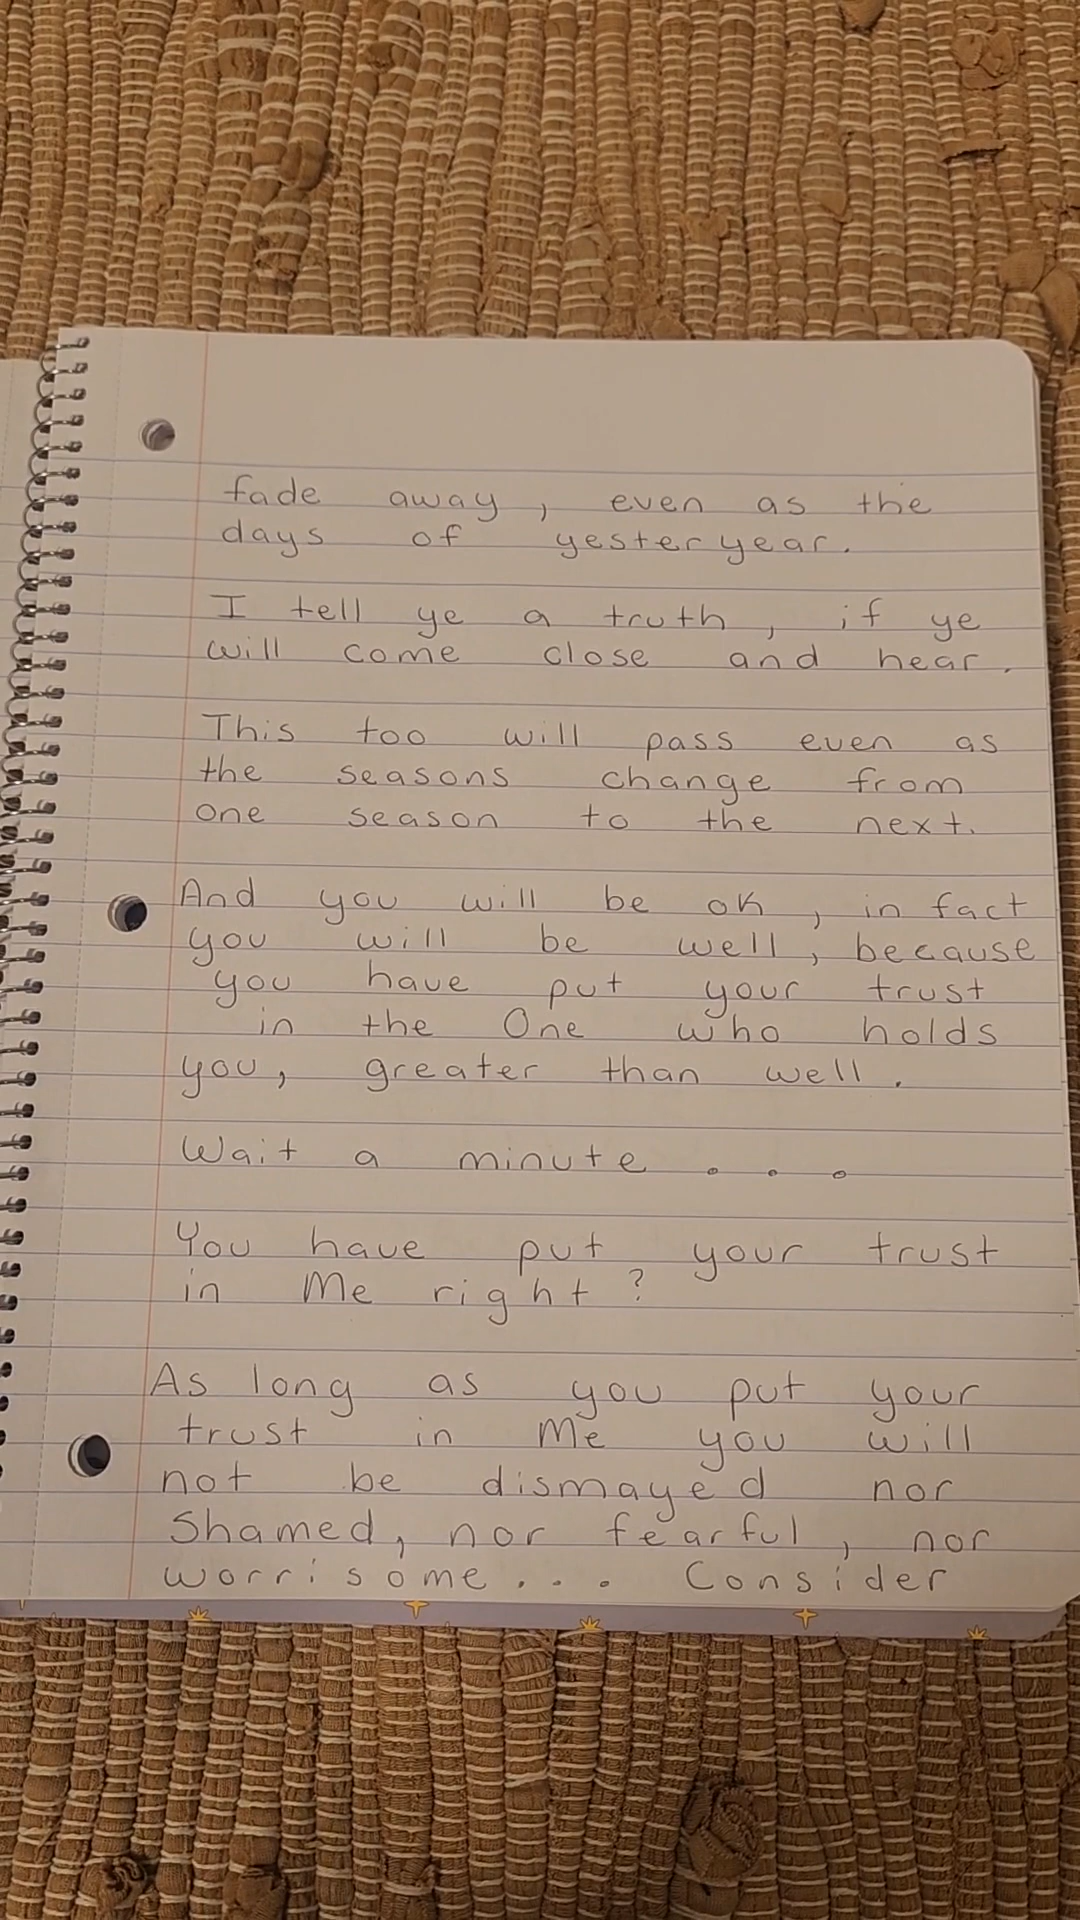 fade away, even as the
days of yesteryear.
I tell ye a truth, if ye
will come close and hear.
This too will pass even as
the seasons change from
one season to the next.
And you will be ok, in fact
you will be well, because
you have put your trust
in the One who holds
you, greater than well.
Wait a minute...
You have put your trust
in Me right?
As long as you put your
trust in Me you will
not be dismayed nor
Shamed, nor fearful, nor
worrisome... Consider